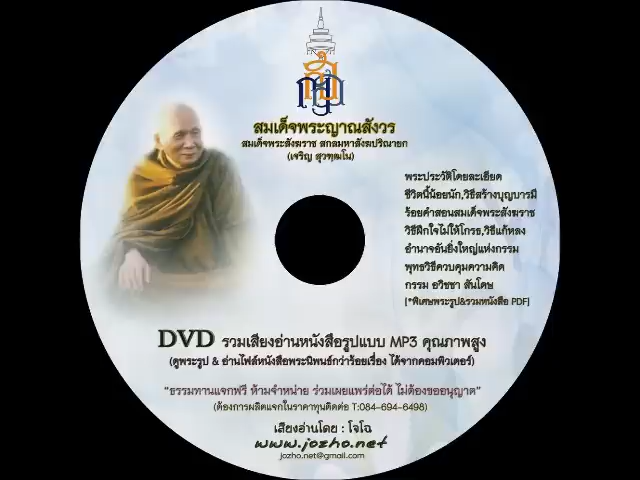 สมเด็จพระญาณสังวร
สมเด็จพระสังฆราช สกลมหาสังฆปริณายก
(เจริญ สุวฑฺฒโน)
พระประวัติโดยละเอียด
ชีวิตนี้น้อยนัก,วิธีสร้างบุญบารมี
ร้อยคำสอนสมเด็จพระสังฆราช
วิธีฝึกใจไม่ให้โกรธ,วิธีแก้หลง
อำนาจอันยิ่งใหญ่แห่งกรรม
พุทธวิธีควบคุมความคิด
กรรม อวิชชา สันโดษ
(*พิเศษพระรูป&รวมหนังสือ PDF)
DVD รวมเสียงอ่านหนังสือรูปแบบ MP3 คุณภาพสูง
(ดูพระรูป & อ่านไฟล์หนังสือพระนิพนธ์กว่าร้อยเรื่อง ได้จากคอมพิวเตอร์)
"ธรรมทานแจกฟรี ห้ามจำหน่าย ร่วมเผยแพร่ต่อได้ ไม่ต้องขออนุญาต"
(ต้องการผลิตแจกในราคาทุนติดต่อ T:084-694-6498)
เสียงอ่านโดย : โจโฉ
www.jozho.net
jozho.net@gmail.com